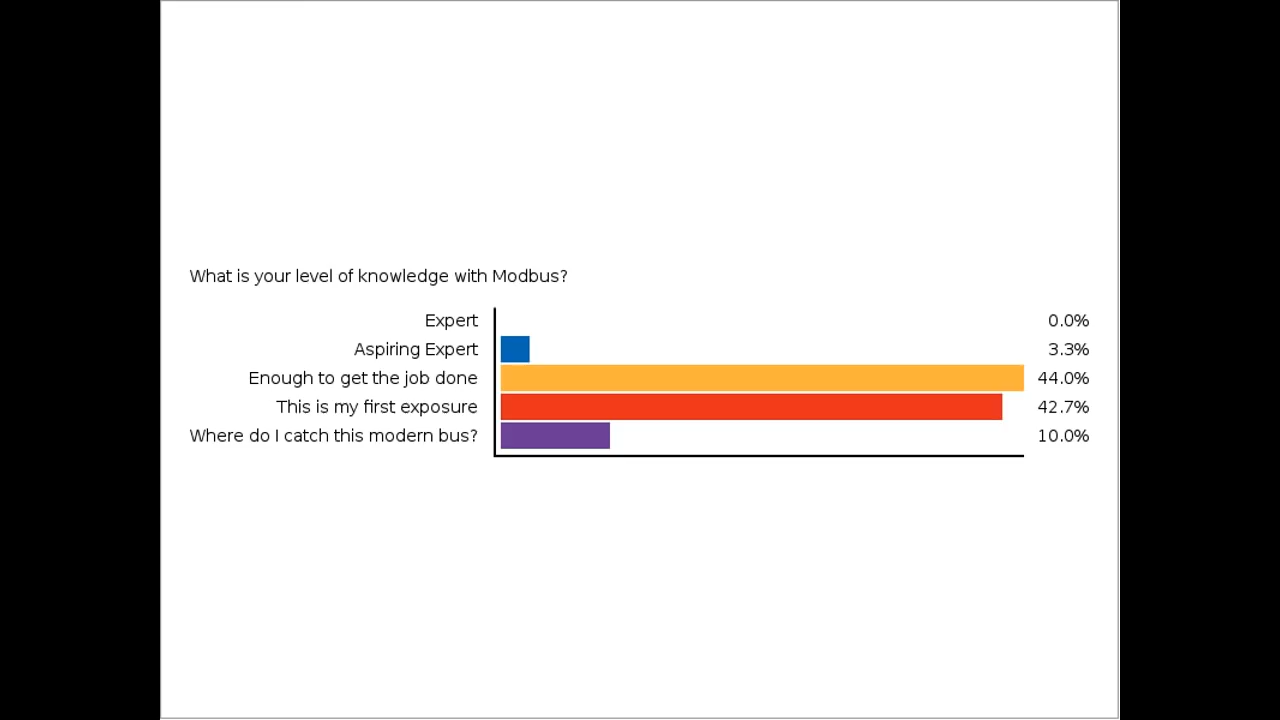 What is your level of knowledge with Modbus?
Expert 0.0%
Aspiring Expert 3.3%
Enough to get the job done 44.0%
This is my first exposure 42.7%
Where do I catch this modern bus? 10.0%